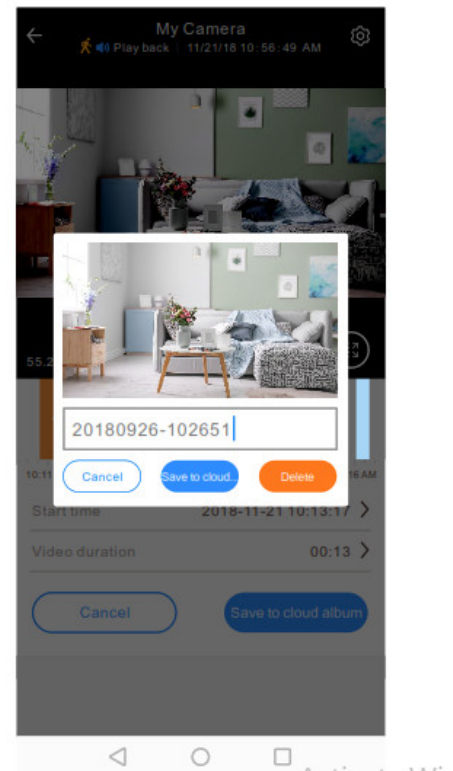 My Camera
Play back | 11/21/18 10:56:49 AM
55.2
20180926-102651
Cancel
Save to cloud...
Delete
10:11
16 AM
Start time
2018-11-21 10:13:17
Video duration
00:13
Cancel
Save to cloud album